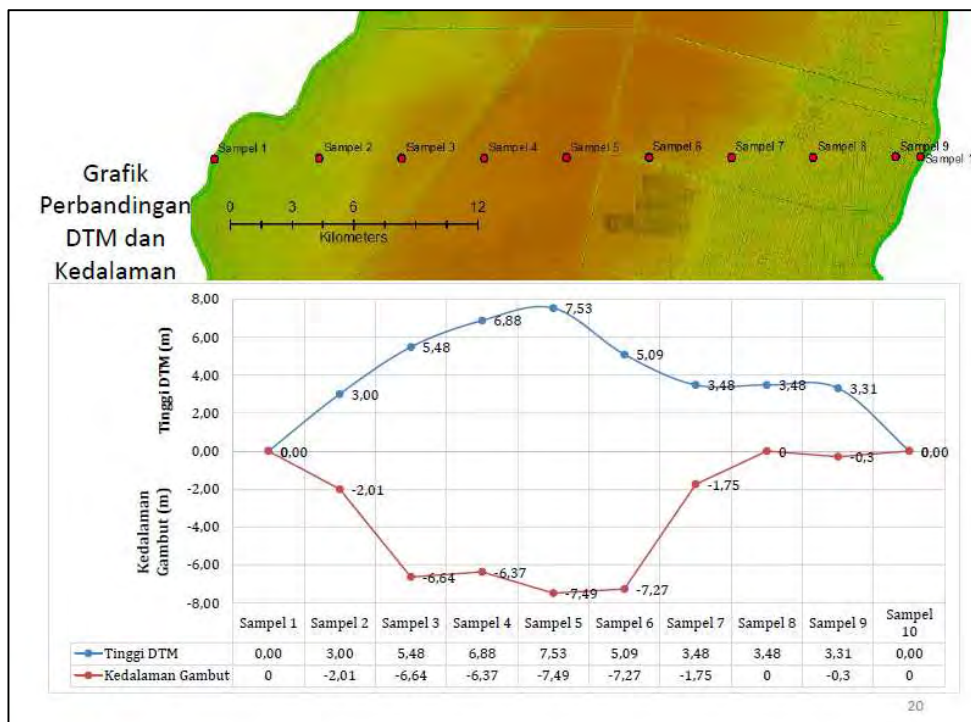 Sampel 1
Sampel 2
Sampel 3
Sampel 4
Sampel 5
Sampel 6
Sampel 7
Sampel 8
Sampel 9
Sampel 1
0 3 6 12
Kilometers
Grafik
Perbandingan
DTM dan
Kedalaman
Tinggi DTM (m)
Kedalaman
Gambut (m)
8,00
6,00
4,00
2,00
0,00
-2,00
-4,00
-6,00
-8,00
0,00
3,00
5,48
6,88
7,53
5,09
3,48
3,48
3,31
0,00
-2,01
-6,64
-6,37
-7,49
-7,27
-1,75
0
-0,3
Sampel 1 Sampel 2 Sampel 3 Sampel 4 Sampel 5 Sampel 6 Sampel 7 Sampel 8 Sampel 9 Sampel
10
Tinggi DTM 0,00 3,00 5,48 6,88 7,53 5,09 3,48 3,48 3,31 0,00
Kedalaman Gambut 0 -2,01 -6,64 -6,37 -7,49 -7,27 -1,75 0 -0,3 0
20